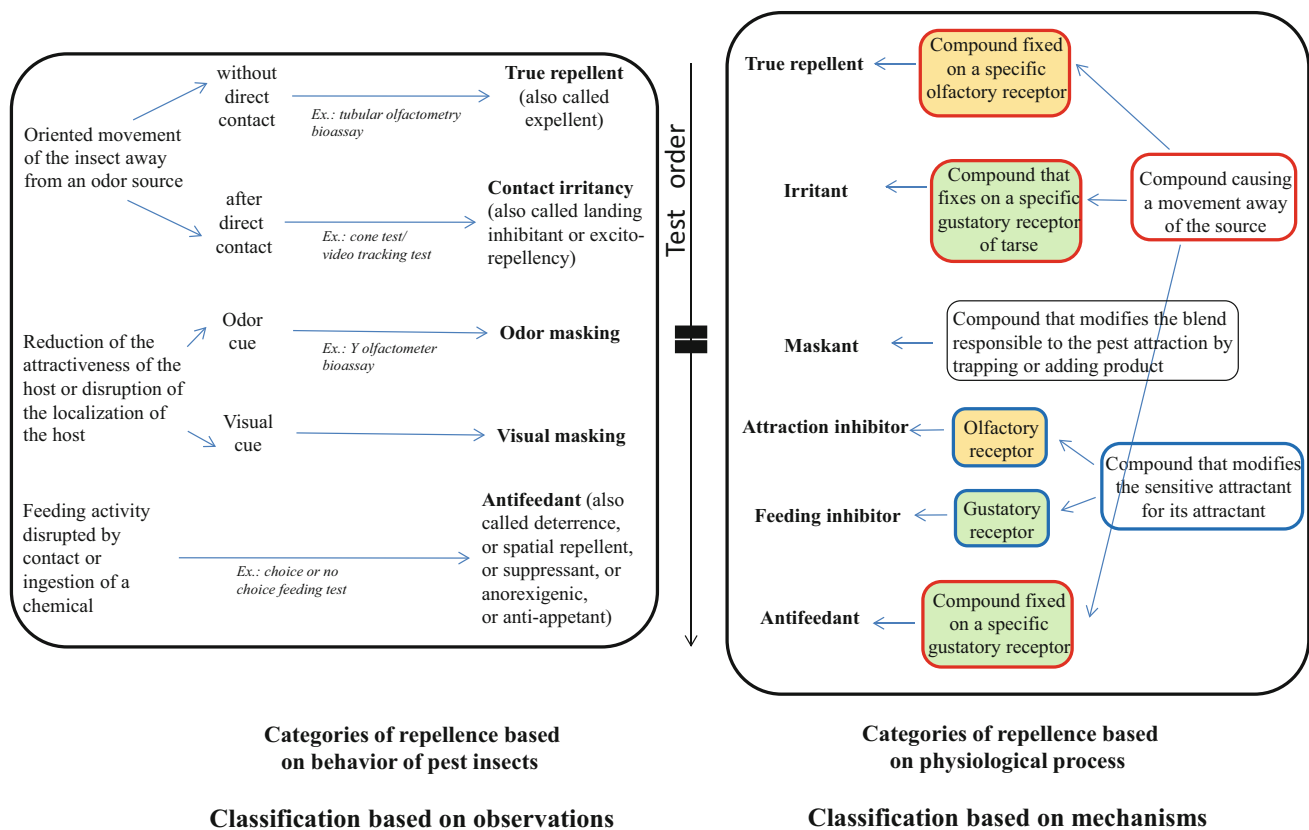 without
direct
contact
Oriented movement
of the insect away
from an odor source
after
direct
contact
Ex.: tubular olfactometry
bioassay
True repellent
(also called
expellent)
Ex.: cone test/
video tracking test
Contact irritancy
(also called landing
inhibitant or excito-
repellency)
Reduction of the
attractiveness of the
host or disruption of
the localization of
the host
Odor
cue
Ex.: Y olfactometer
bioassay
Odor masking
Visual
cue
Visual masking
Feeding activity
disrupted by
contact or
ingestion of a
chemical
Ex.: choice or no
choice feeding test
Antifeedant (also
called deterrence,
or spatial repellent,
or suppressant, or
anorexigenic,
or anti-appetant)
Test order
True repellent
Compound fixed
on a specific
olfactory receptor
Irritant
Compound that
fixes on a specific
gustatory receptor
of tarse
Compound causing
a movement away
of the source
Maskant
Compound that modifies the blend
responsible to the pest attraction by
trapping or adding product
Attraction inhibitor
Olfactory
receptor
Feeding inhibitor
Gustatory
receptor
Compound that modifies
the sensitive attractant
for its attractant
Antifeedant
Compound fixed
on a specific
gustatory receptor
Categories of repellence based
on behavior of pest insects
Classification based on observations
Categories of repellence based
on physiological process
Classification based on mechanisms